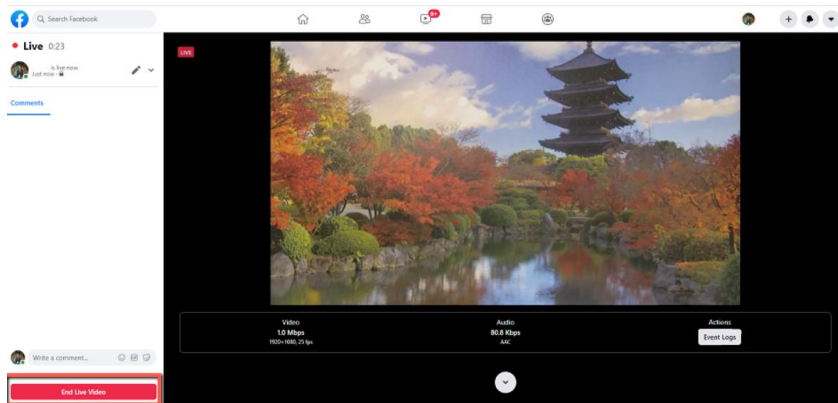 Search Facebook
9+
Live 0:23
is live now.
Just now ·
Comments
LIVE
Video
1.0 Mbps
1920×1080, 25 fps
Audio
80.8 Kbps
AAC
Actions
Event Logs
Write a comment...
End Live Video